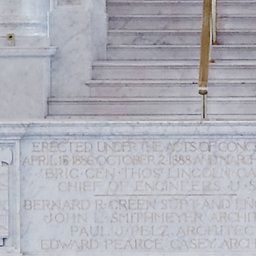 ERECTED UNDER THE ACTS OF CONG
APRIL 15 1886 OCTOBER 2 1888 AND MARCH
BRIG. GEN. THOS. LINCOLN CA
CHIEF OF ENGINEERS U.S
BERNARD R. GREEN SUPT AND EN
JOHN L. SMITHMEYER ARCHI
PAUL J. PELZ, ARCHITEC
EDWARD PEARCE CASEY ARCH